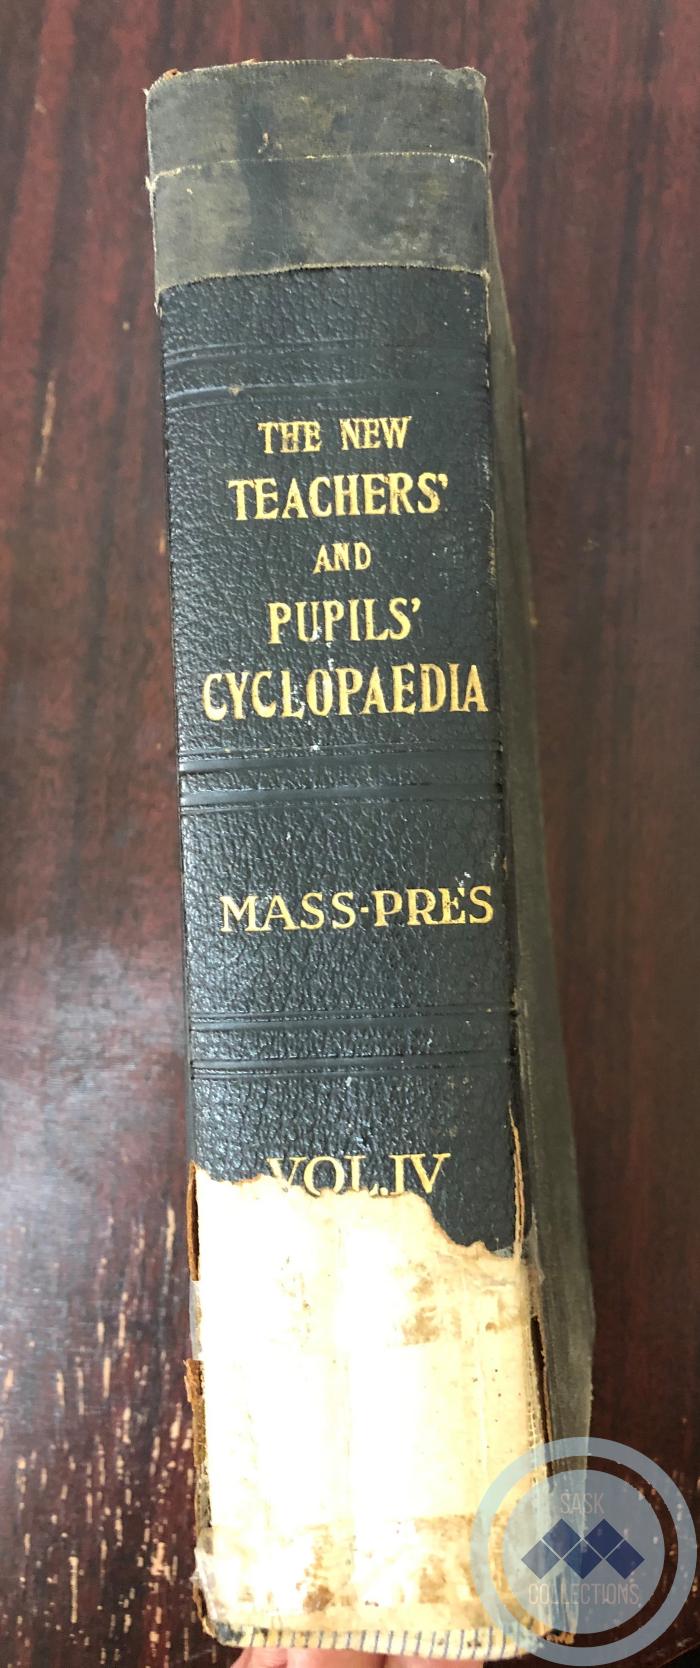 THE NEW
TEACHERS'
AND
PUPILS'
CYCLOPAEDIA
MASS-PRES
VOL.IV
SASK
COLLECTIONS